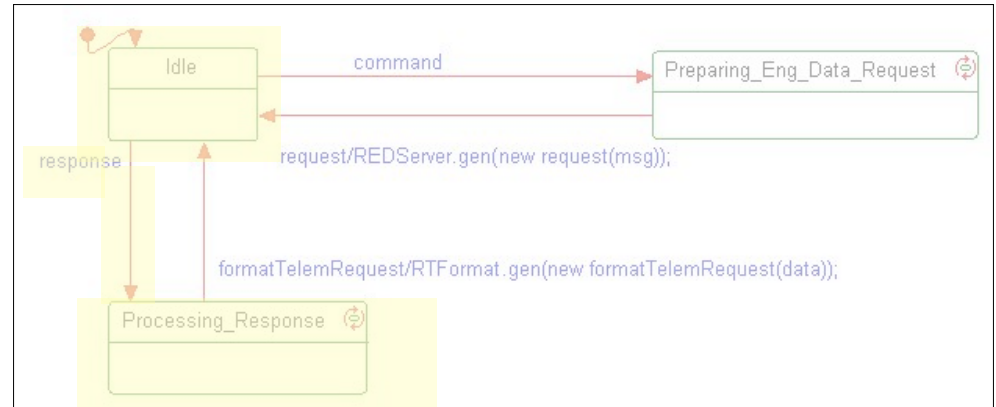 Idle
command
Preparing_Eng_Data_Request
response
request/REDServer.gen(new request(msg));
formatTelemRequest/RTFormat.gen(new formatTelemRequest(data));
Processing_Response